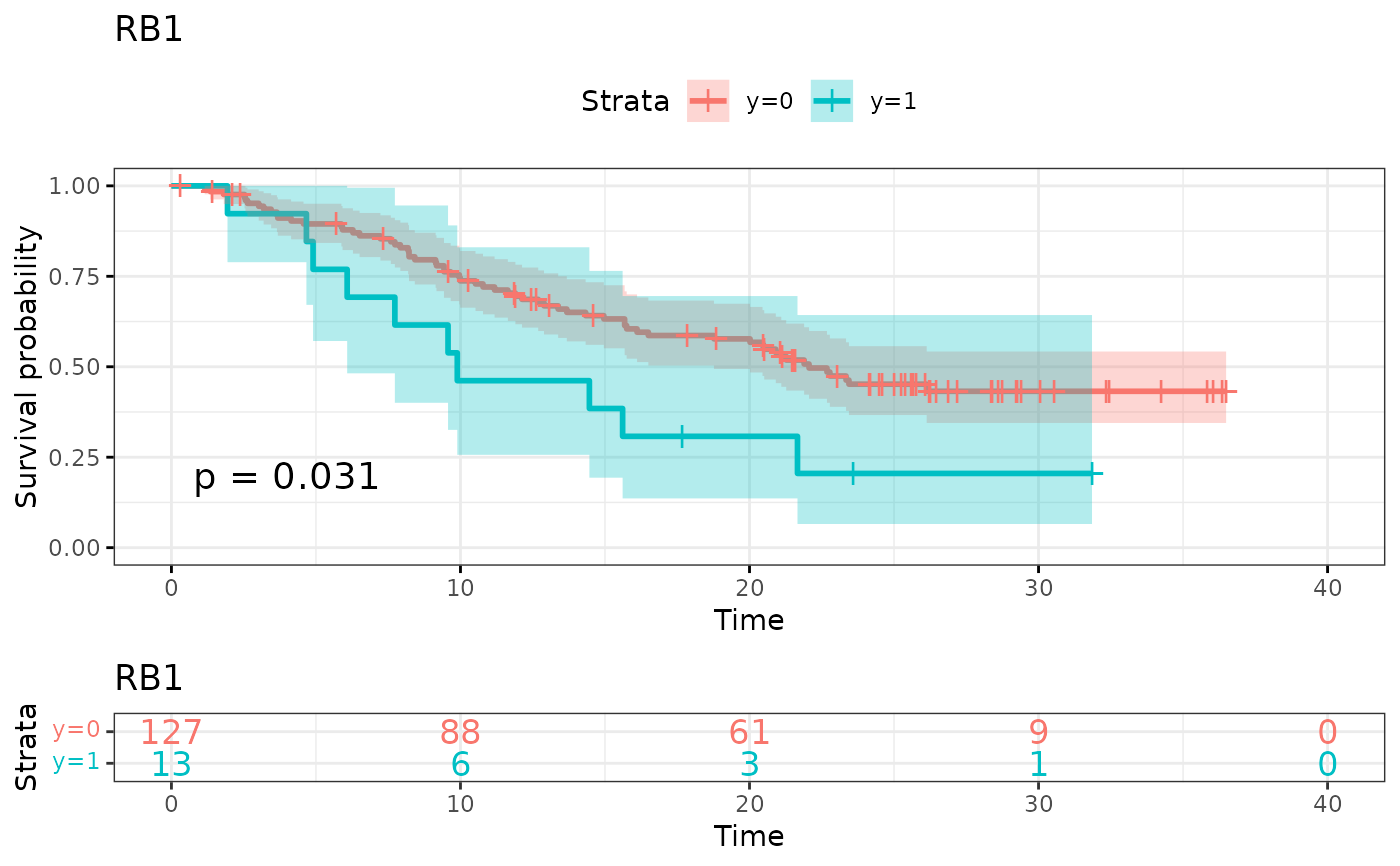 RB1
Strata y=0 y=1
Survival probability
1.00
0.75
0.50
0.25
0.00
p = 0.031
0 10 20 30 40
Time
RB1
Strata
y=0 127 88 61 9 0
y=1 13 6 3 1 0
0 10 20 30 40
Time